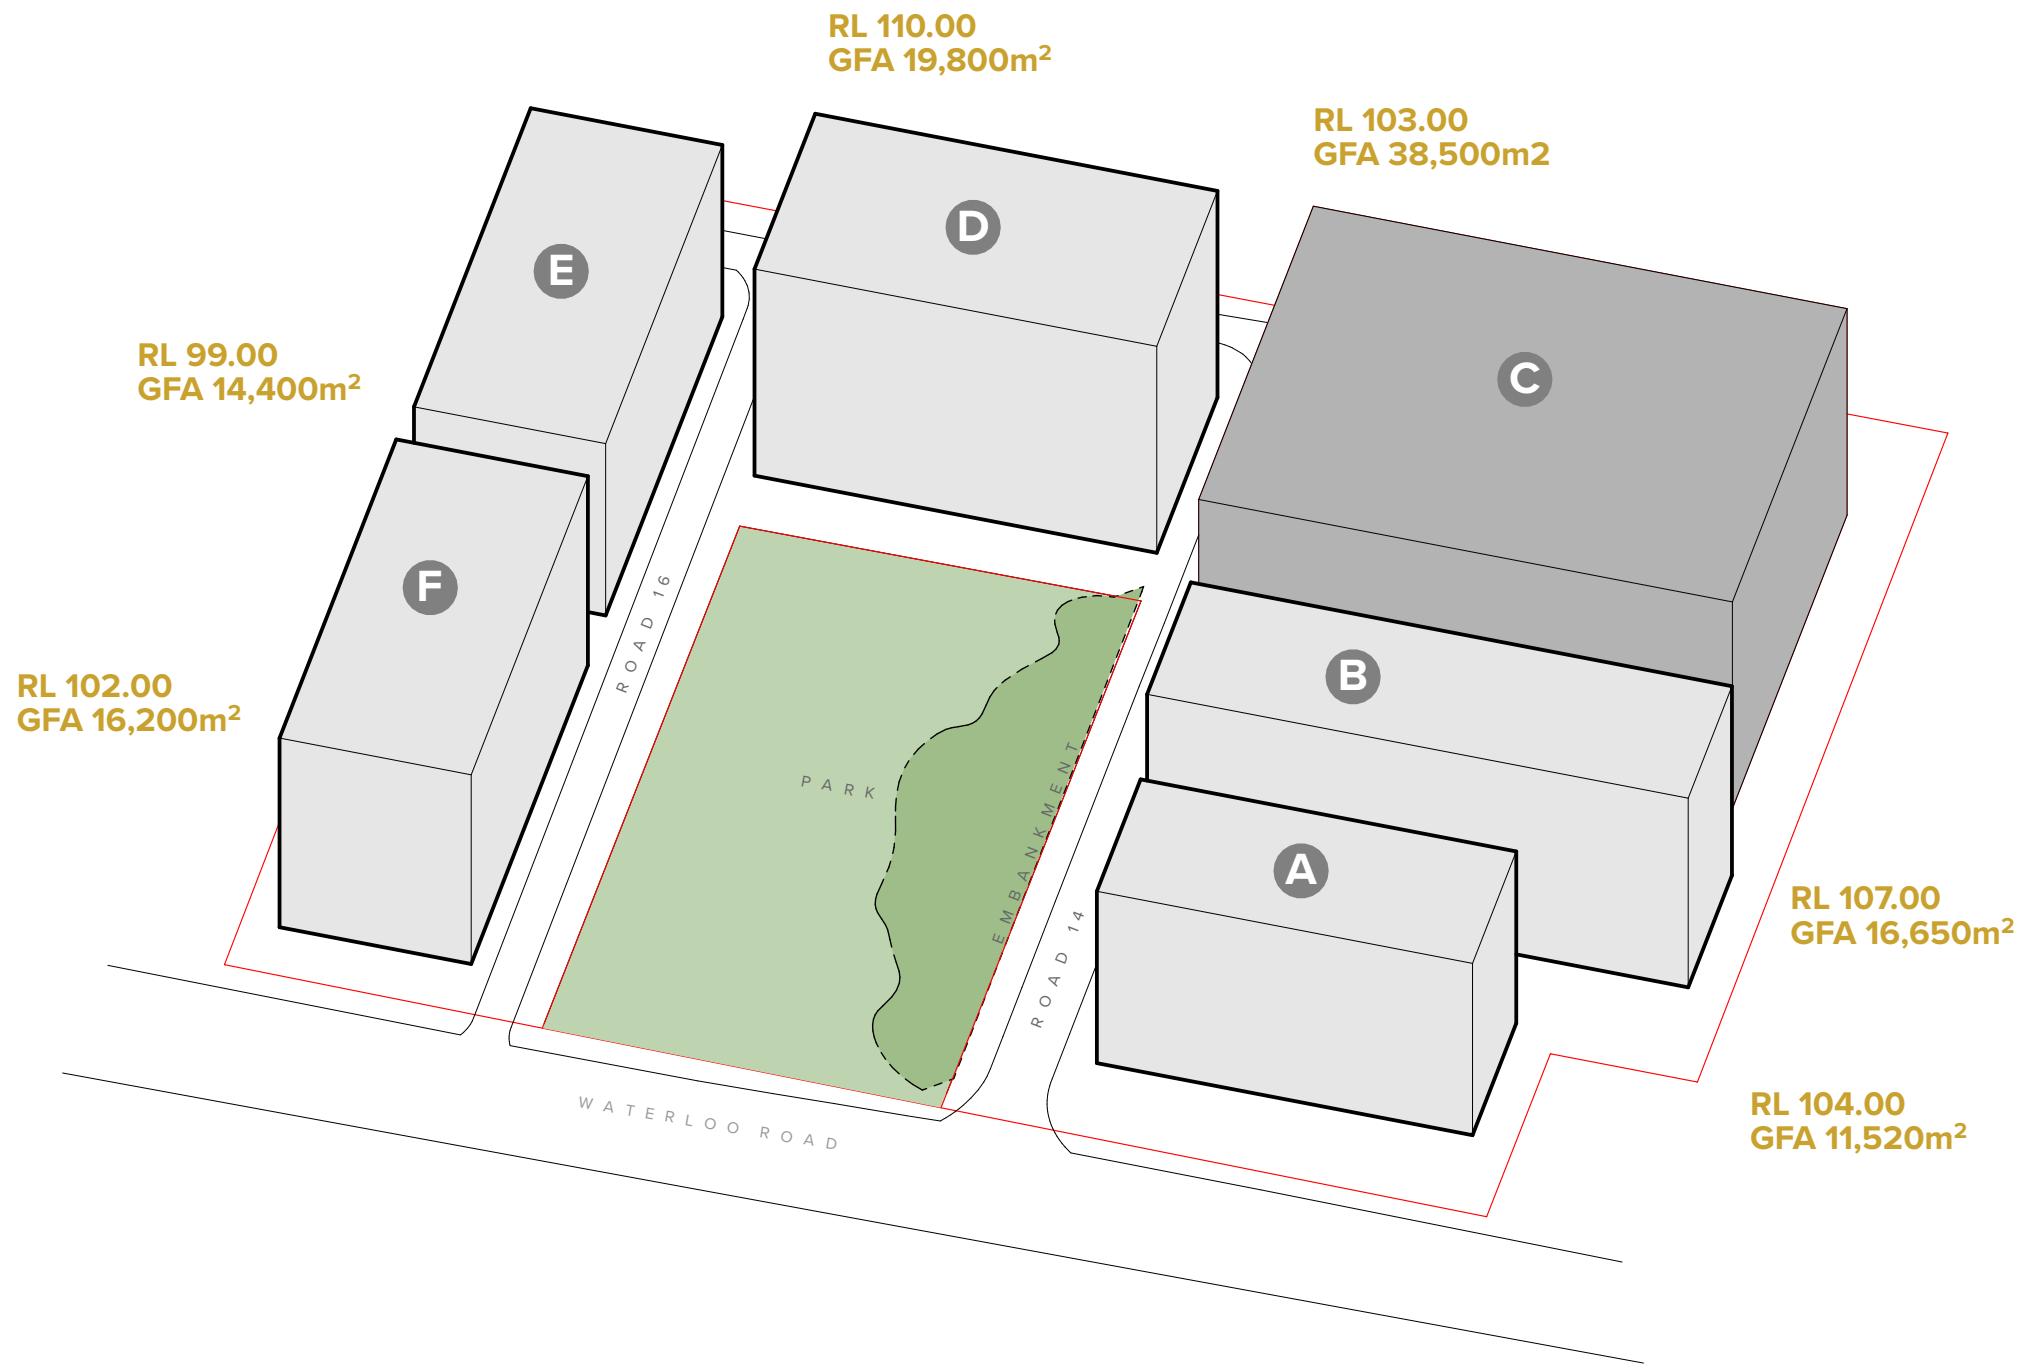 RL 110.00
GFA 19,800m²
RL 103.00
GFA 38,500m2
D
E
RL 99.00
GFA 14,400m²
C
F
ROAD 16
RL 102.00
GFA 16,200m²
B
PARK
EMBANKMENT
A
RL 107.00
GFA 16,650m²
ROAD 14
WATERLOO ROAD
RL 104.00
GFA 11,520m²